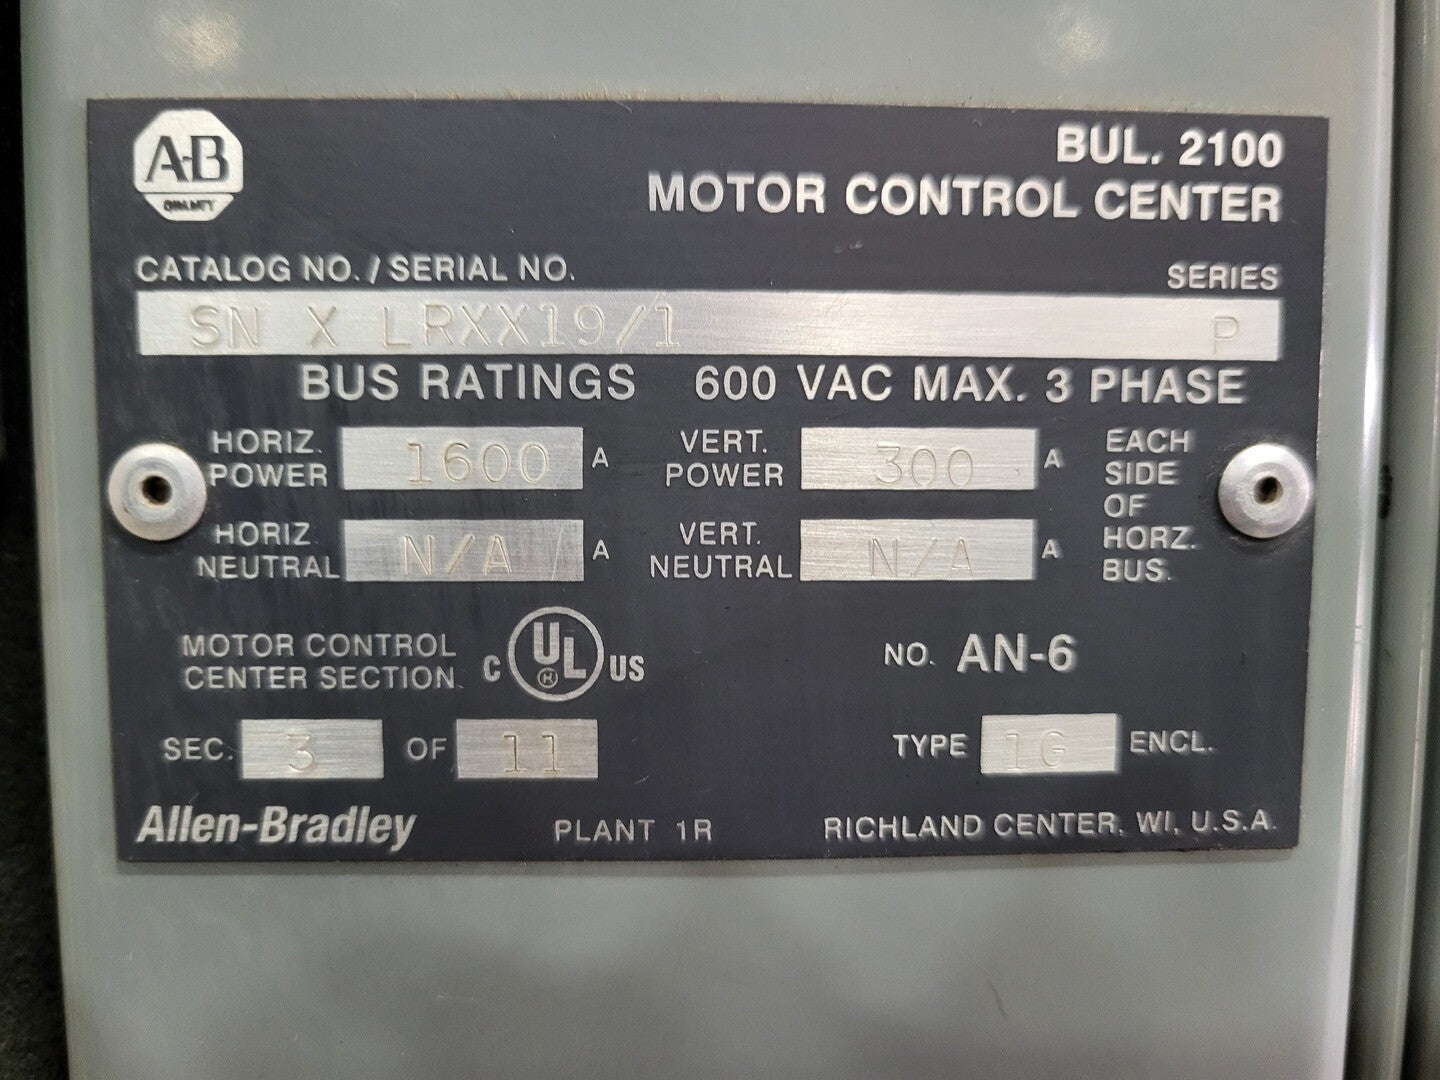 A-B
QUALITY
BUL. 2100
MOTOR CONTROL CENTER
CATALOG NO. / SERIAL NO.
SERIES
SN X LRXX19/1
P
BUS RATINGS 600 VAC MAX. 3 PHASE
HORIZ. POWER 1600 A
VERT. POWER 300 A
HORIZ. NEUTRAL N/A A
VERT. NEUTRAL N/A A
EACH
SIDE
OF
HORZ.
BUS.
MOTOR CONTROL
CENTER SECTION
C UL US
NO. AN-6
SEC. 3 OF 11
TYPE 1G ENCL.
Allen-Bradley
PLANT 1R
RICHLAND CENTER, WI, U.S.A.